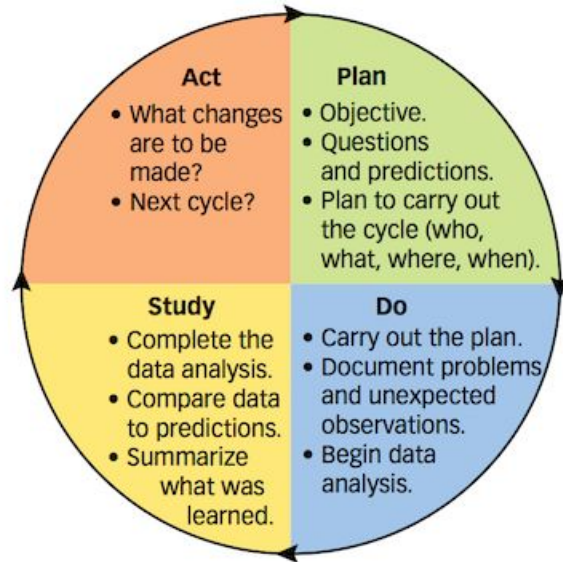 Act
• What changes
are to be
made?
• Next cycle?
Plan
• Objective.
• Questions
and predictions.
• Plan to carry out
the cycle (who,
what, where, when).
Study
• Complete the
data analysis.
• Compare data
to predictions.
• Summarize
what was
learned.
Do
• Carry out the plan.
• Document problems
and unexpected
observations.
• Begin data
analysis.